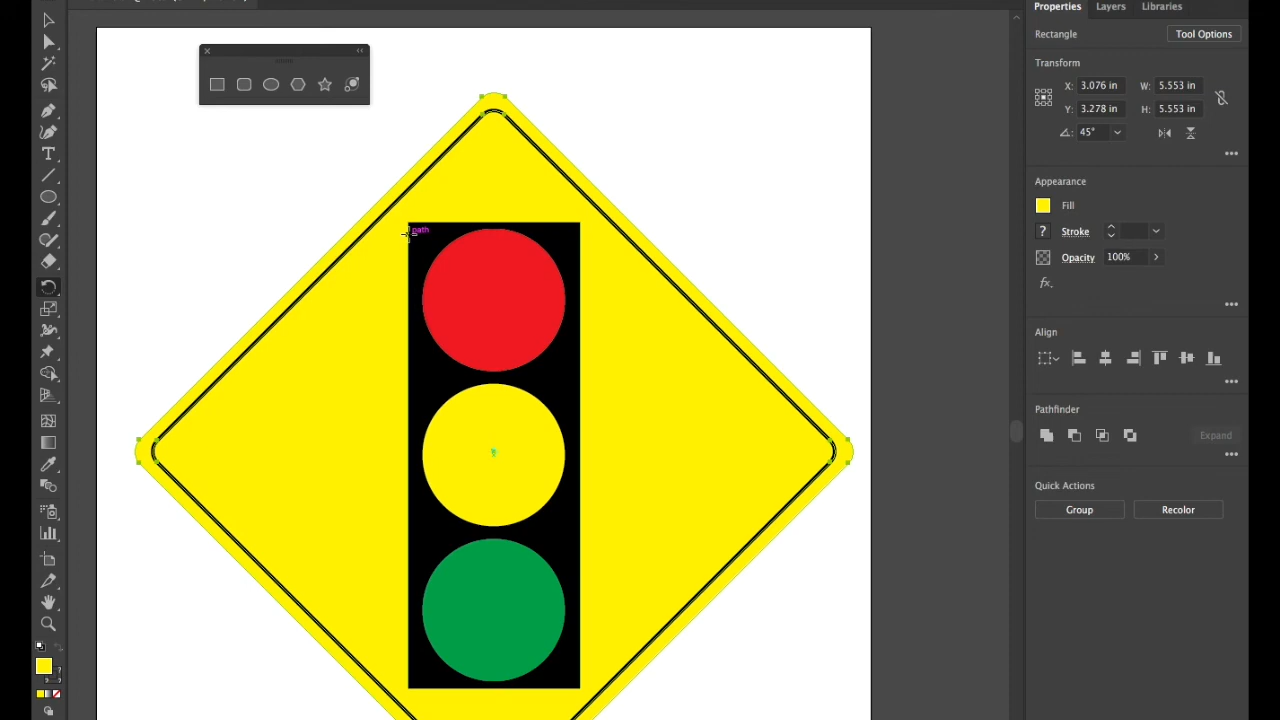 Properties Layers Libraries
Rectangle Tool Options
Transform
X: 3.076 in W: 5.553 in
Y: 3.278 in H: 5.553 in
45°
Appearance
Fill
? Stroke
Opacity 100%
fx.
Align
Pathfinder
Expand
Quick Actions
Group Recolor
path